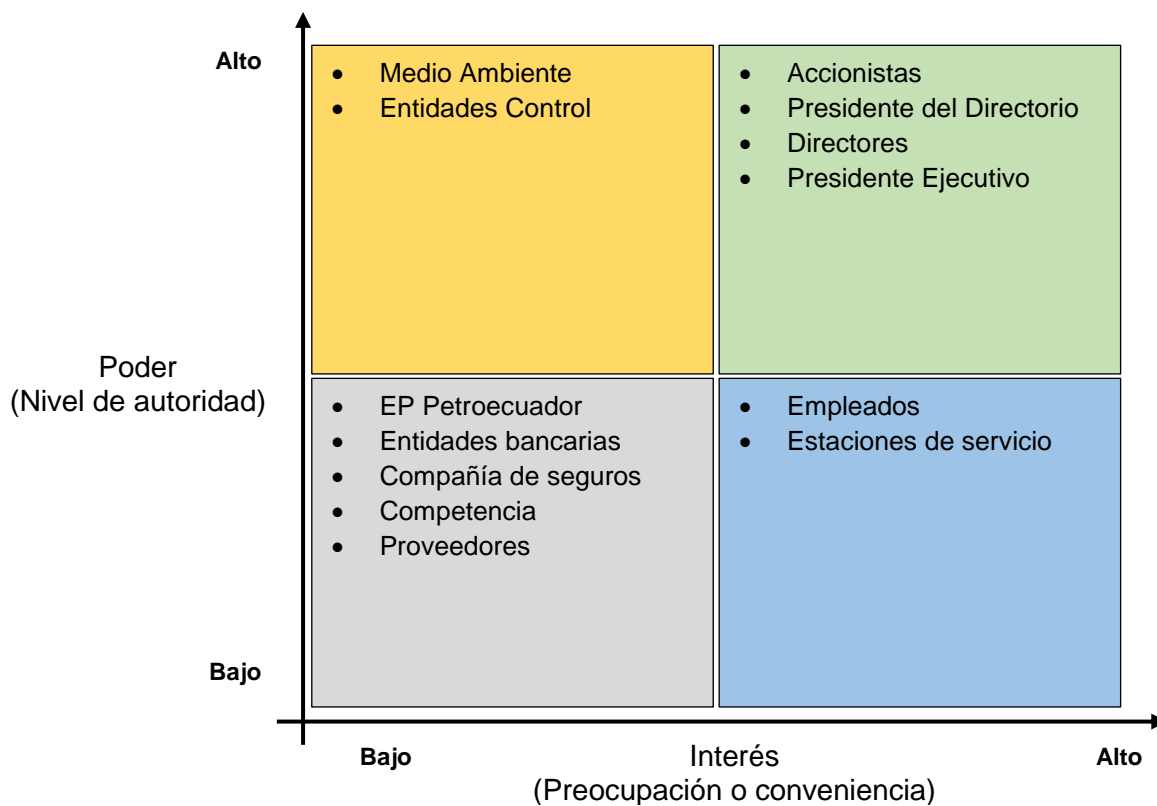 Alto
• Medio Ambiente
• Entidades Control
• Accionistas
• Presidente del Directorio
• Directores
• Presidente Ejecutivo
Poder
(Nivel de autoridad)
• EP Petroecuador
• Entidades bancarias
• Compañía de seguros
• Competencia
• Proveedores
• Empleados
• Estaciones de servicio
Bajo
Bajo
Interés
(Preocupación o conveniencia)
Alto